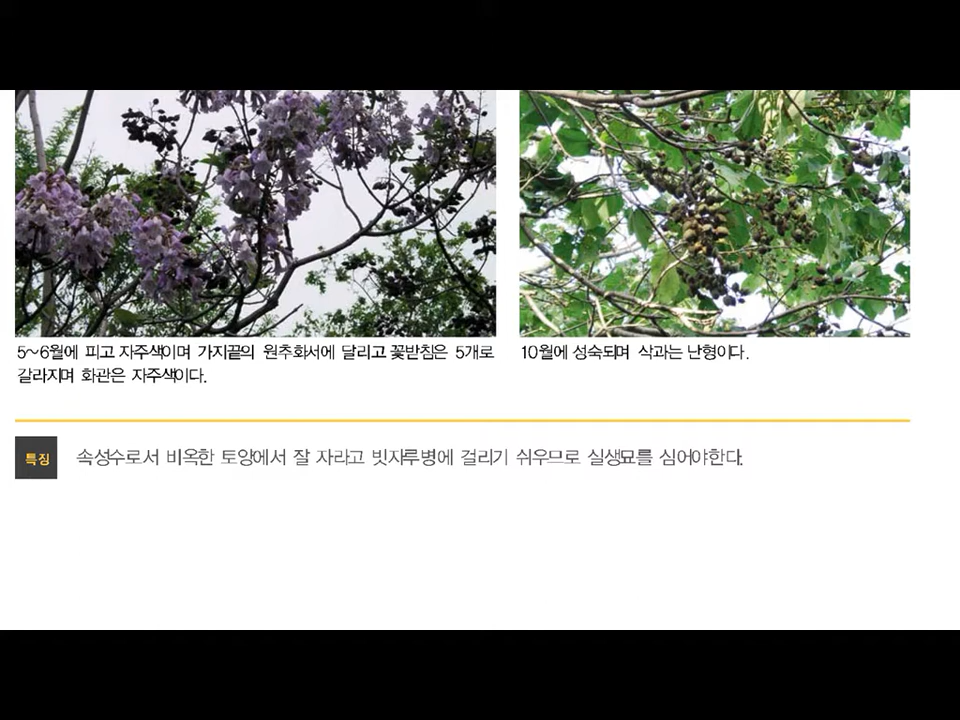 5~6월에 피고 자주색이며 가지끝의 원추화서에 달리고 꽃받침은 5개로
갈라지며 화관은 자주색이다.
10월에 성숙되며 삭과는 난형이다.
특징
속성수로서 비옥한 토양에서 잘 자라고 빗자루병에 걸리기 쉬우므로 실생묘를 심어야한다.